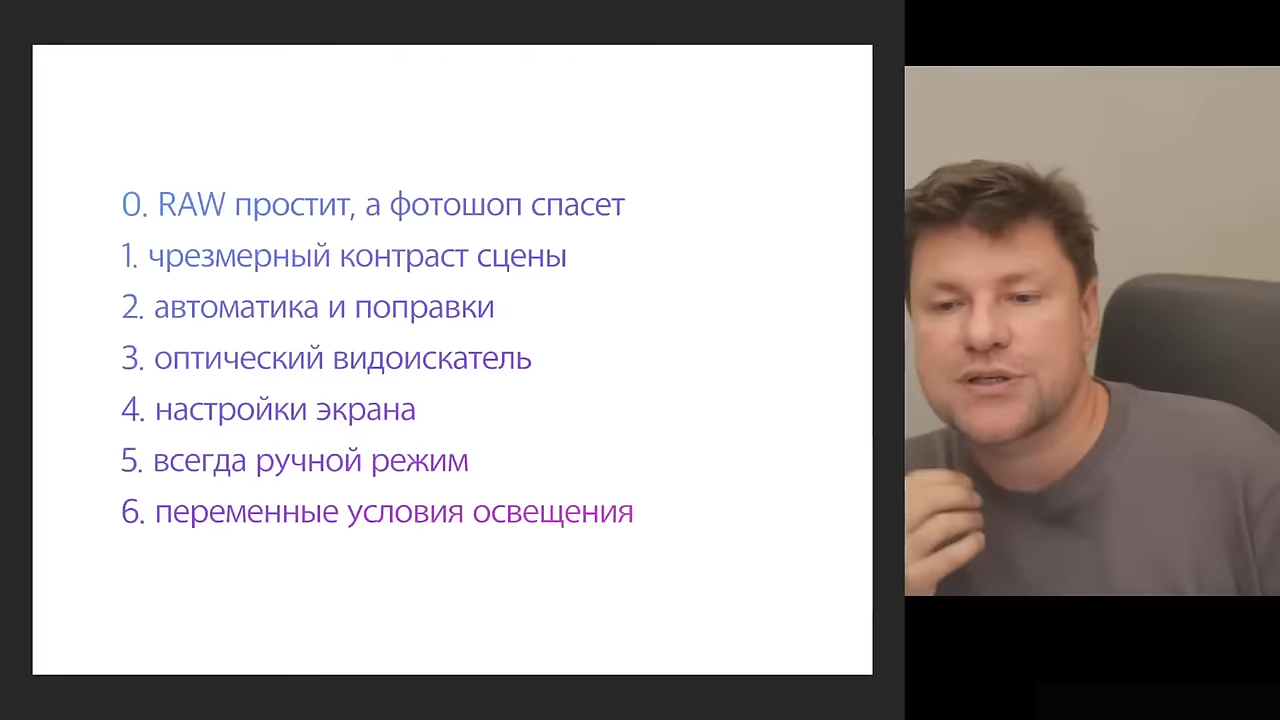 0. RAW простит, а фотошоп спасет
1. чрезмерный контраст сцены
2. автоматика и поправки
3. оптический видоискатель
4. настройки экрана
5. всегда ручной режим
6. переменные условия освещения